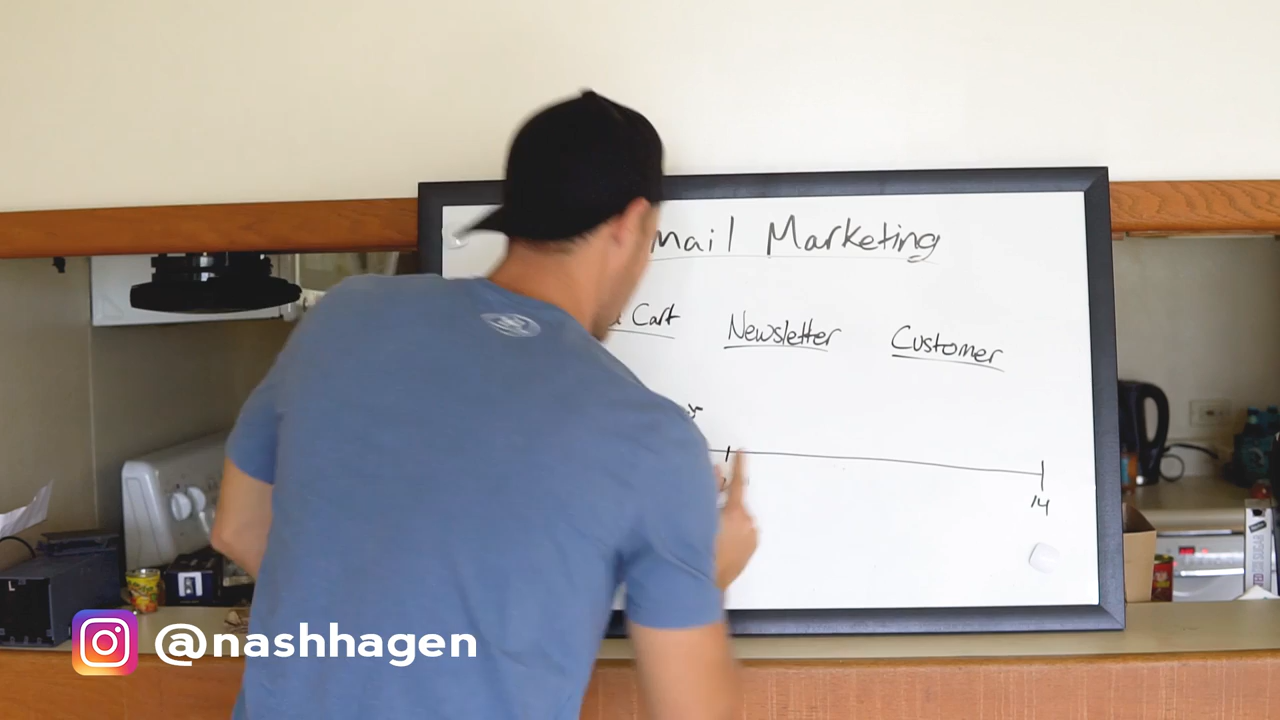 mail Marketing
Cart
Newsletter
Customer
14
@nashhagen